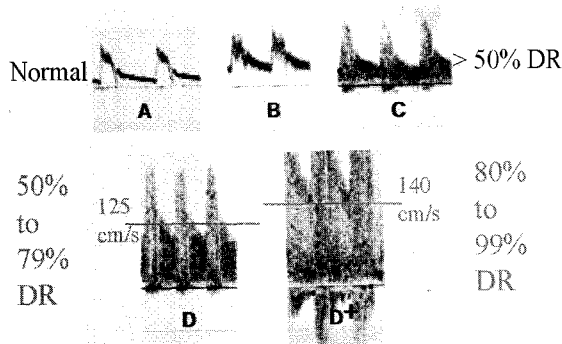 Normal
A
B
C
> 50% DR
50%
to
79%
DR
125
cm/s
D
140
cm/s
D+
80%
to
99%
DR